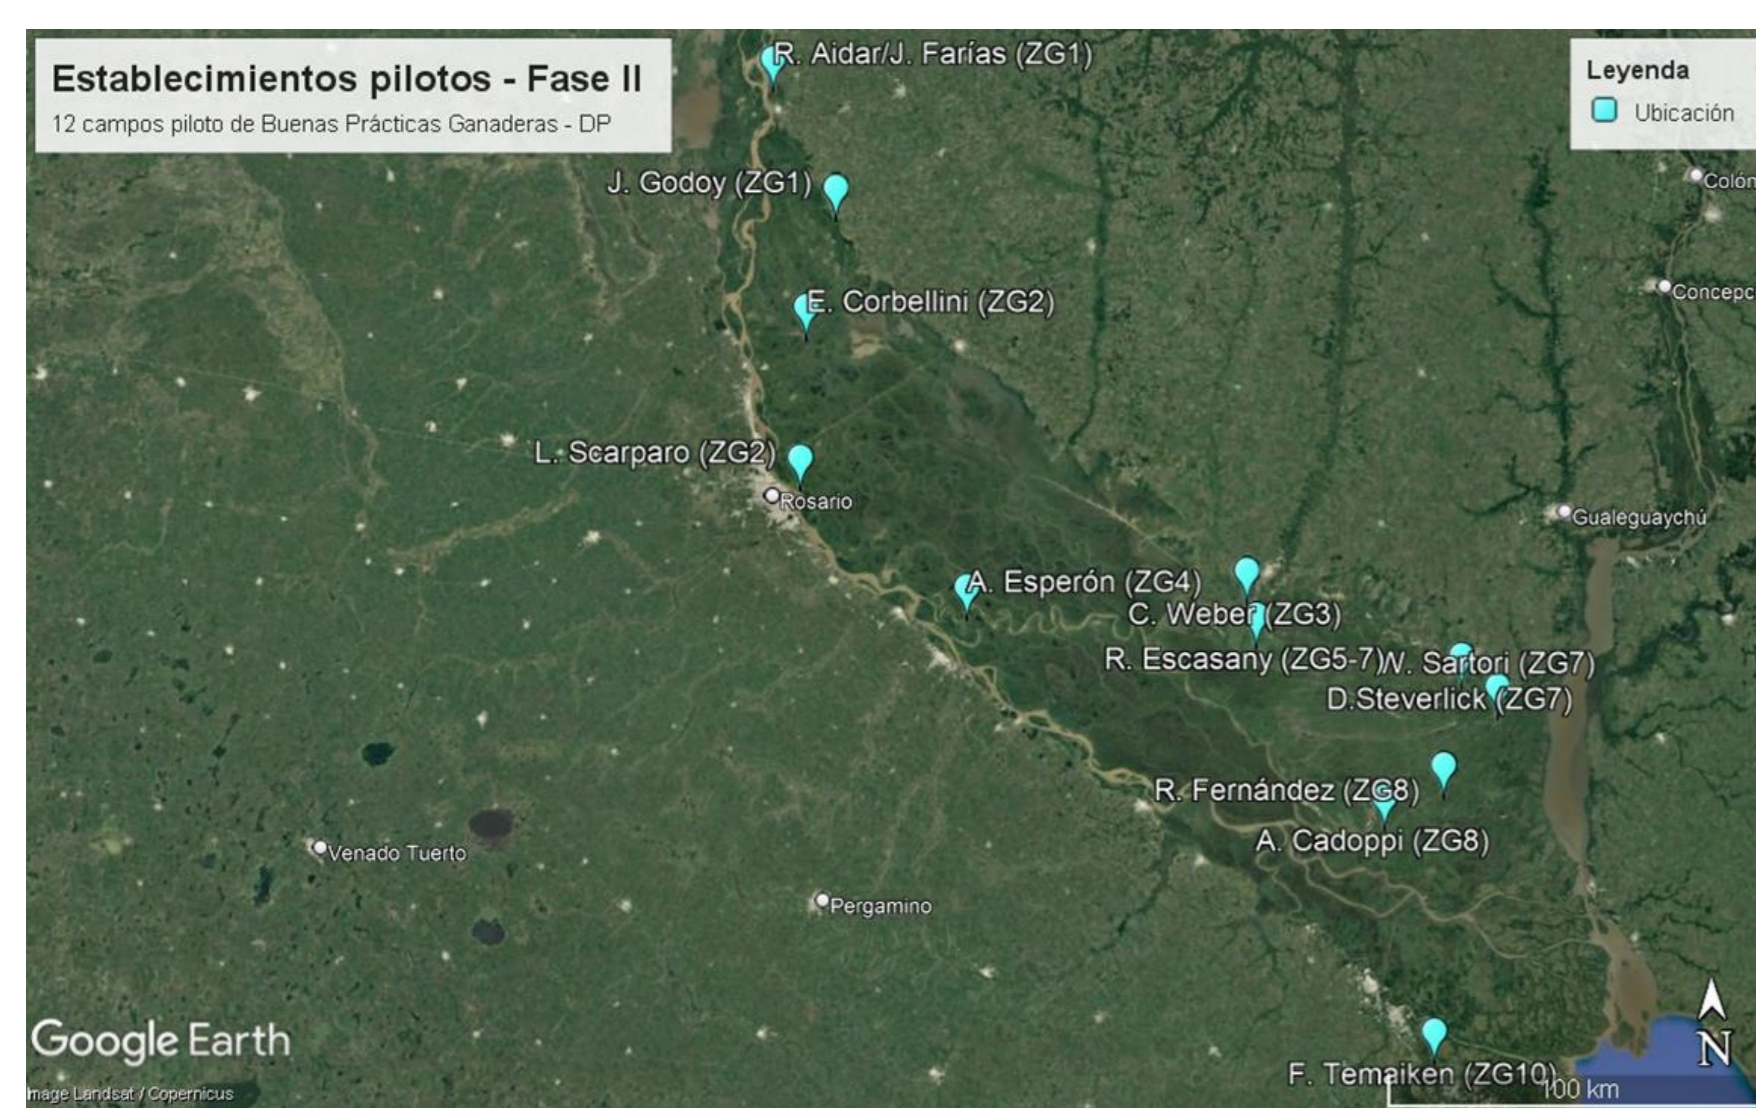 Establecimientos pilotos - Fase II
12 campos piloto de Buenas Prácticas Ganaderas - DP
R. Aidar/J. Farías (ZG1)
Leyenda
Ubicación
J. Godoy (ZG1)
Colón
E. Corbellini (ZG2)
Concepc
L. Scarparo (ZG2)
Rosario
Gualeguaychú
A. Esperón (ZG4)
C. Weber (ZG3)
R. Escasany (ZG5-7)
N. Sartori (ZG7)
D.Steverlick (ZG7)
R. Fernández (ZG8)
A. Cadoppi (ZG8)
Venado Tuerto
Pergamino
Google Earth
Image Landsat / Copernicus
F. Temaiken (ZG10)
100 km
N